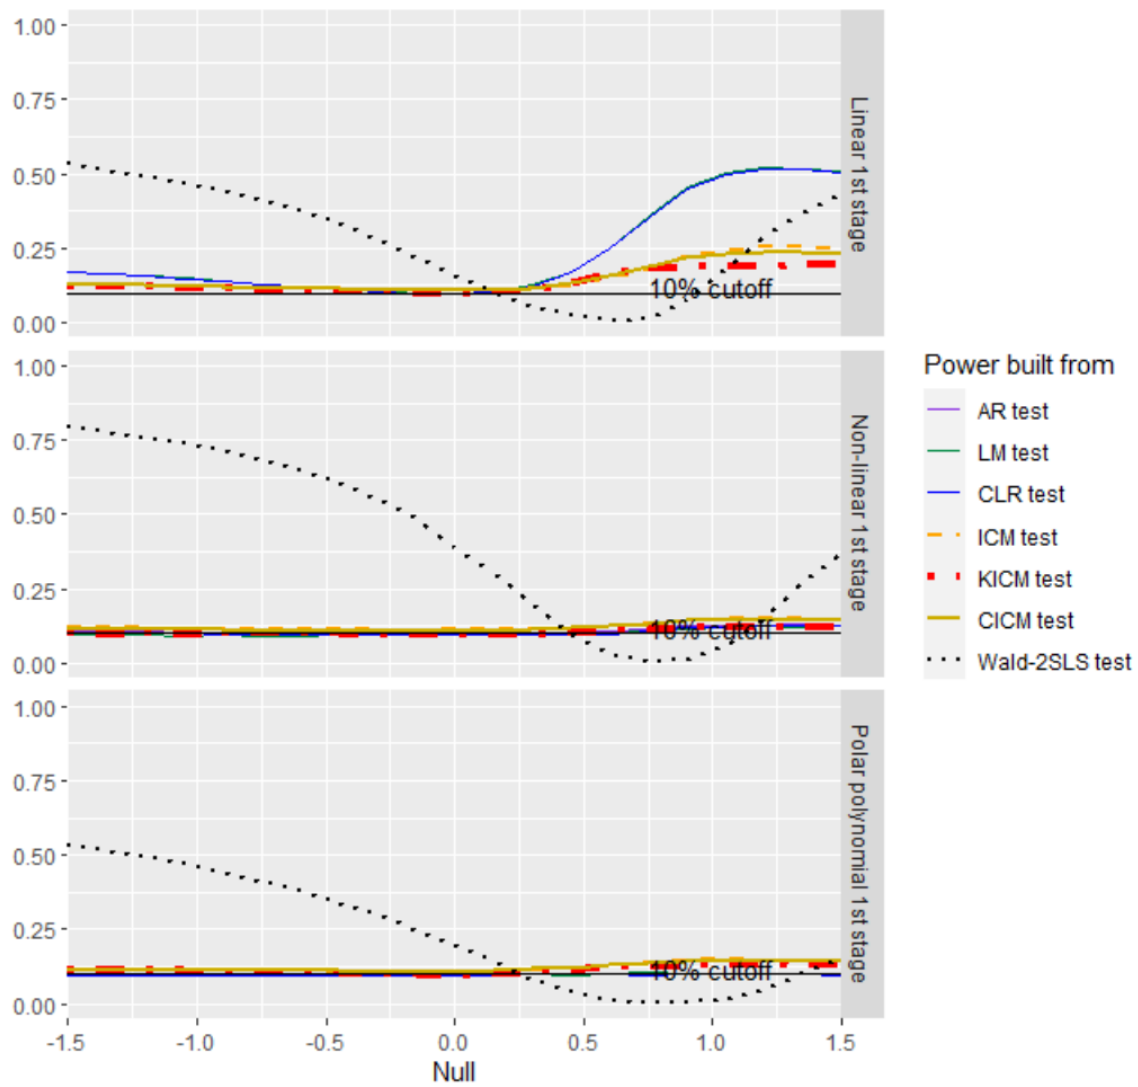 1.00
0.75
0.50
0.25
0.00
10% cutoff
Linear 1st stage
1.00
0.75
0.50
0.25
0.00
10% cutoff
Non-linear 1st stage
1.00
0.75
0.50
0.25
0.00
10% cutoff
Polar polynomial 1st stage
-1.5 -1.0 -0.5 0.0 0.5 1.0 1.5
Null
Power built from
AR test
LM test
CLR test
ICM test
KICM test
CICM test
Wald-2SLS test